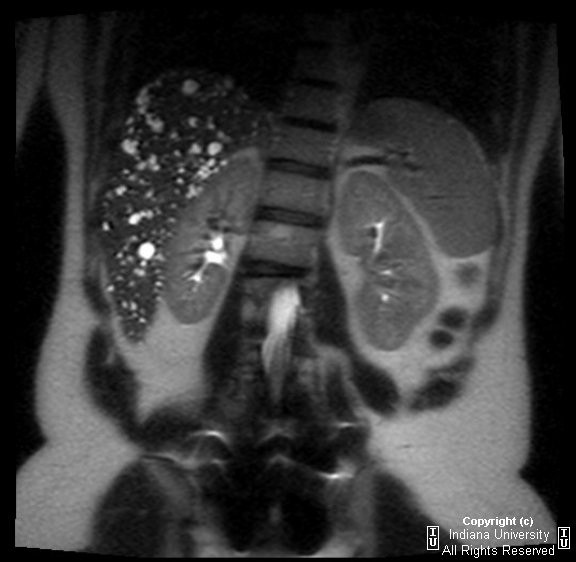 Copyright (c)
Indiana University
All Rights Reserved